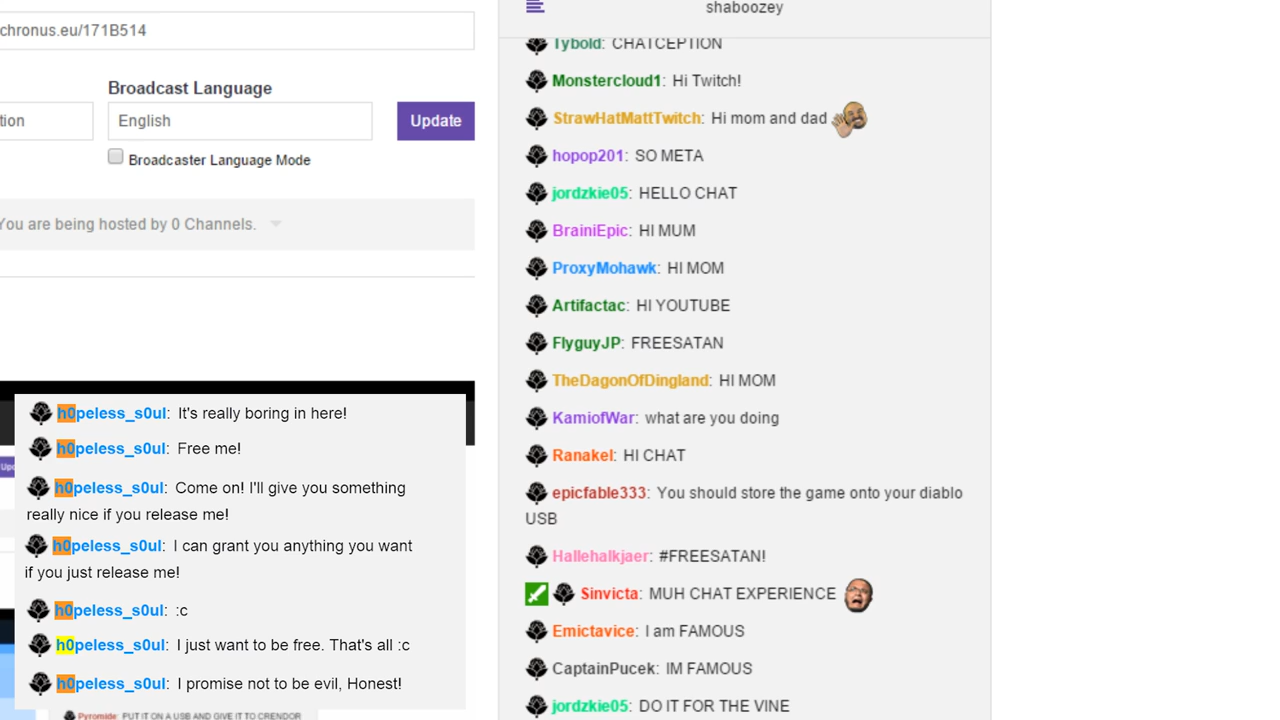 chronus.eu/171B514
Broadcast Language
tion
English
Update
Broadcaster Language Mode
You are being hosted by 0 Channels.
h0peless_s0ul: It's really boring in here!
h0peless_s0ul: Free me!
h0peless_s0ul: Come on! I'll give you something
really nice if you release me!
h0peless_s0ul: I can grant you anything you want
if you just release me!
h0peless_s0ul: :c
h0peless_s0ul: I just want to be free. That's all :c
h0peless_s0ul: I promise not to be evil, Honest!
Upd
Pyromide: PUT IT ON A USB AND GIVE IT TO CRENDOR
shaboozey
Tybold: CHATCEPTION
Monstercloud1: Hi Twitch!
StrawHatMattTwitch: Hi mom and dad
hopop201: SO META
jordzkie05: HELLO CHAT
BrainiEpic: HI MUM
ProxyMohawk: HI MOM
Artifactac: HI YOUTUBE
FlyguyJP: FREESATAN
TheDagonOfDingland: HI MOM
KamiofWar: what are you doing
Ranakel: HI CHAT
epicfable333: You should store the game onto your diablo
USB
Hallehalkjaer: #FREESATAN!
Sinvicta: MUH CHAT EXPERIENCE
Emictavice: I am FAMOUS
CaptainPucek: IM FAMOUS
jordzkie05: DO IT FOR THE VINE